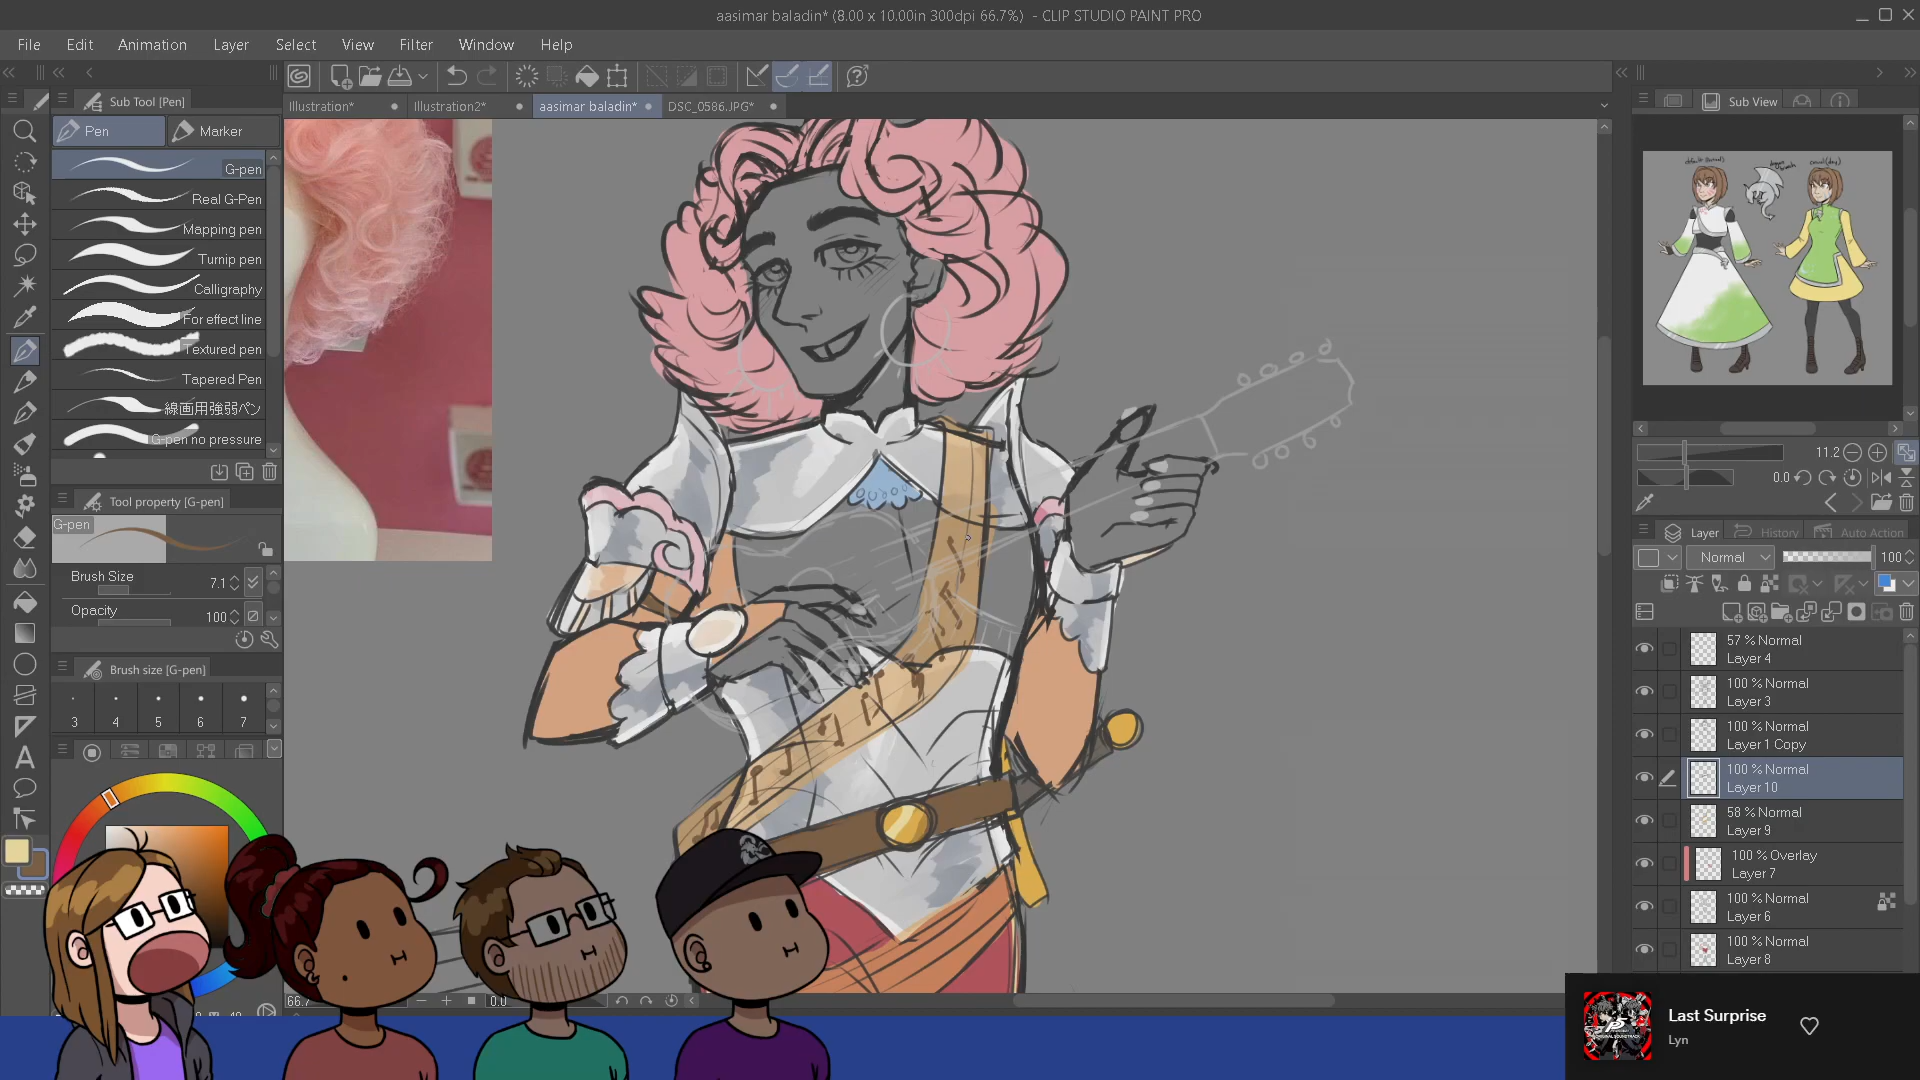 aasimar baladin* (8.00 x 10.00in 300dpi 66.7%) - CLIP STUDIO PAINT PRO
File Edit Animation Layer Select View Filter Window Help
Sub Tool [Pen]
Illustration* Illustration2* aasimar baladin* DSC_0586.JPG*
Sub View
Pen Marker
G-pen
Real G-Pen
Mapping pen
Turnip pen
Calligraphy
For effect line
Textured pen
Tapered Pen
線画用強弱ペン
G-pen no pressure
Tool property [G-pen]
G-pen
Brush Size 7.1
Opacity 100
Brush size [G-pen]
3 4 5 6 7
66.7 0.0
11.2
0.0
Layer History Auto Action
Normal 100
57 % Normal
Layer 4
100 % Normal
Layer 3
100 % Normal
Layer 1 Copy
100 % Normal
Layer 10
58 % Normal
Layer 9
100 % Overlay
Layer 7
100 % Normal
Layer 6
100 % Normal
Layer 8
Last Surprise
Lyn